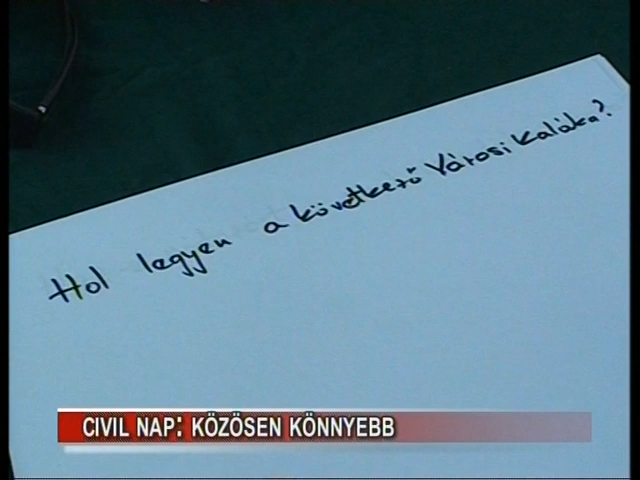 Hol legyen a következő Városi Kaláka?
CIVIL NAP: KÖZÖSEN KÖNNYEBB